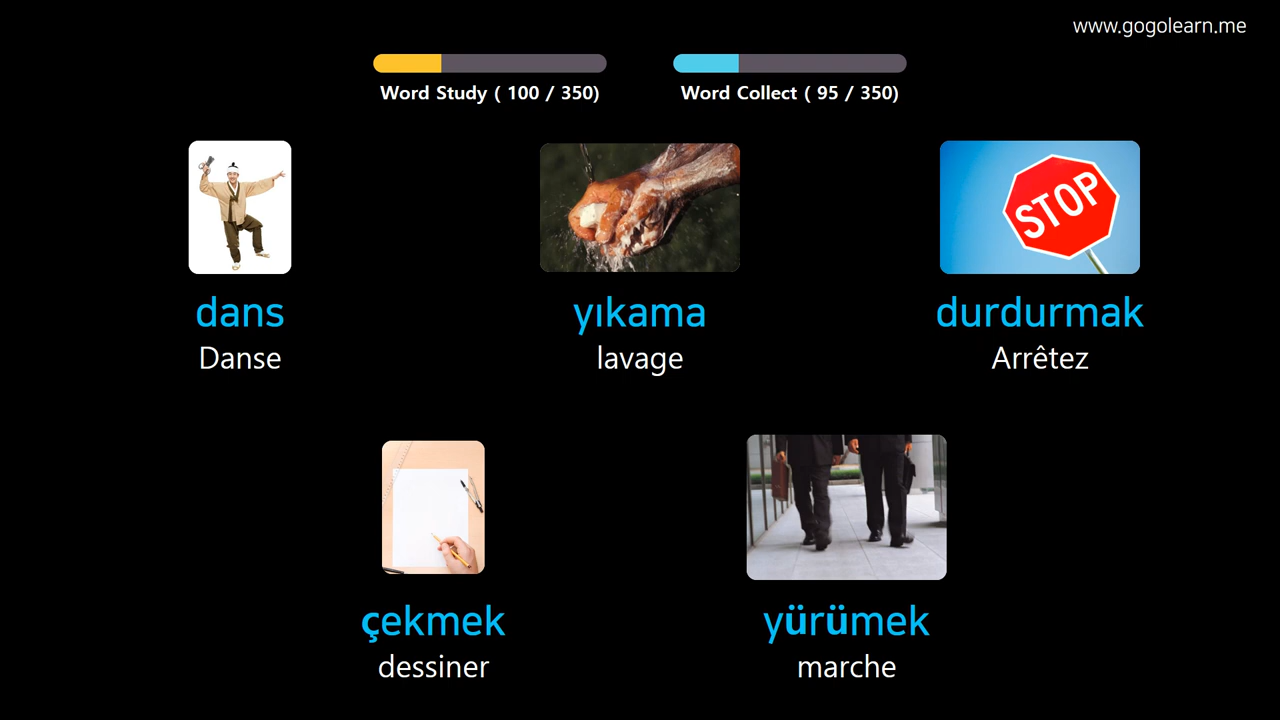 www.gogolearn.me
Word Study ( 100 / 350)
Word Collect ( 95 / 350)
STOP
dans
Danse
yıkama
lavage
durdurmak
Arrêtez
çekmek
dessiner
yürümek
marche